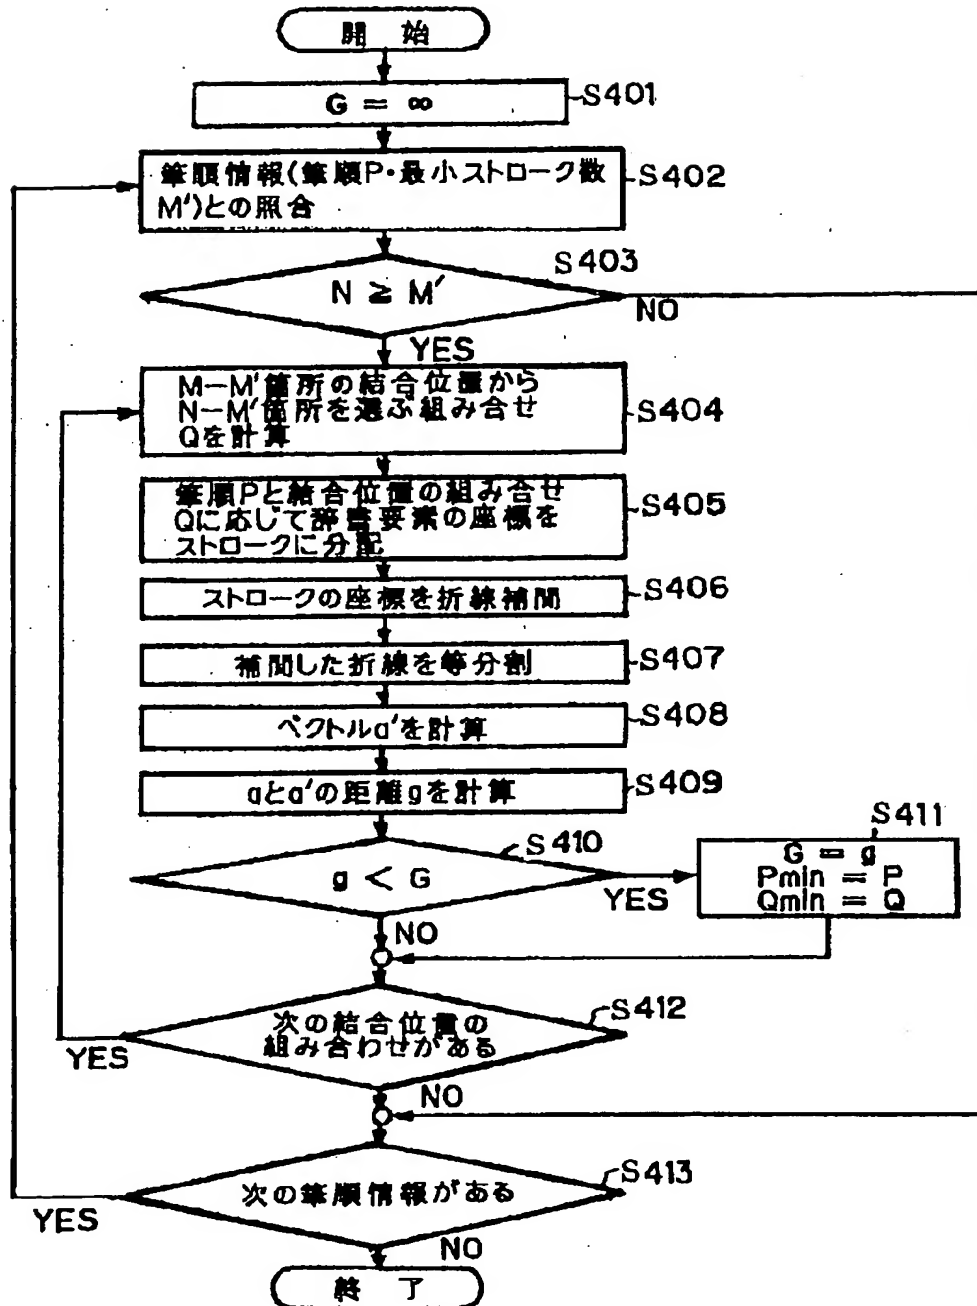 開 始
G = ∞
S401
筆順情報(筆順P・最小ストローク数
M′)との照合
S402
S403
N ≧ M′
NO
YES
M−M′箇所の結合位置から
N−M′箇所を選ぶ組み合せ
Qを計算
S404
筆順Pと結合位置の組み合せ
Qに応じて辞書要素の座標を
ストロークに分配
S405
ストロークの座標を折線補間
S406
補間した折線を等分割
S407
ベクトルa′を計算
S408
aとa′の距離gを計算
S409
S410
g < G
YES
S411
G = g
Pmin = P
Qmin = Q
NO
S412
次の結合位置の
組み合わせがある
YES
NO
S413
次の筆順情報がある
YES
NO
終 了